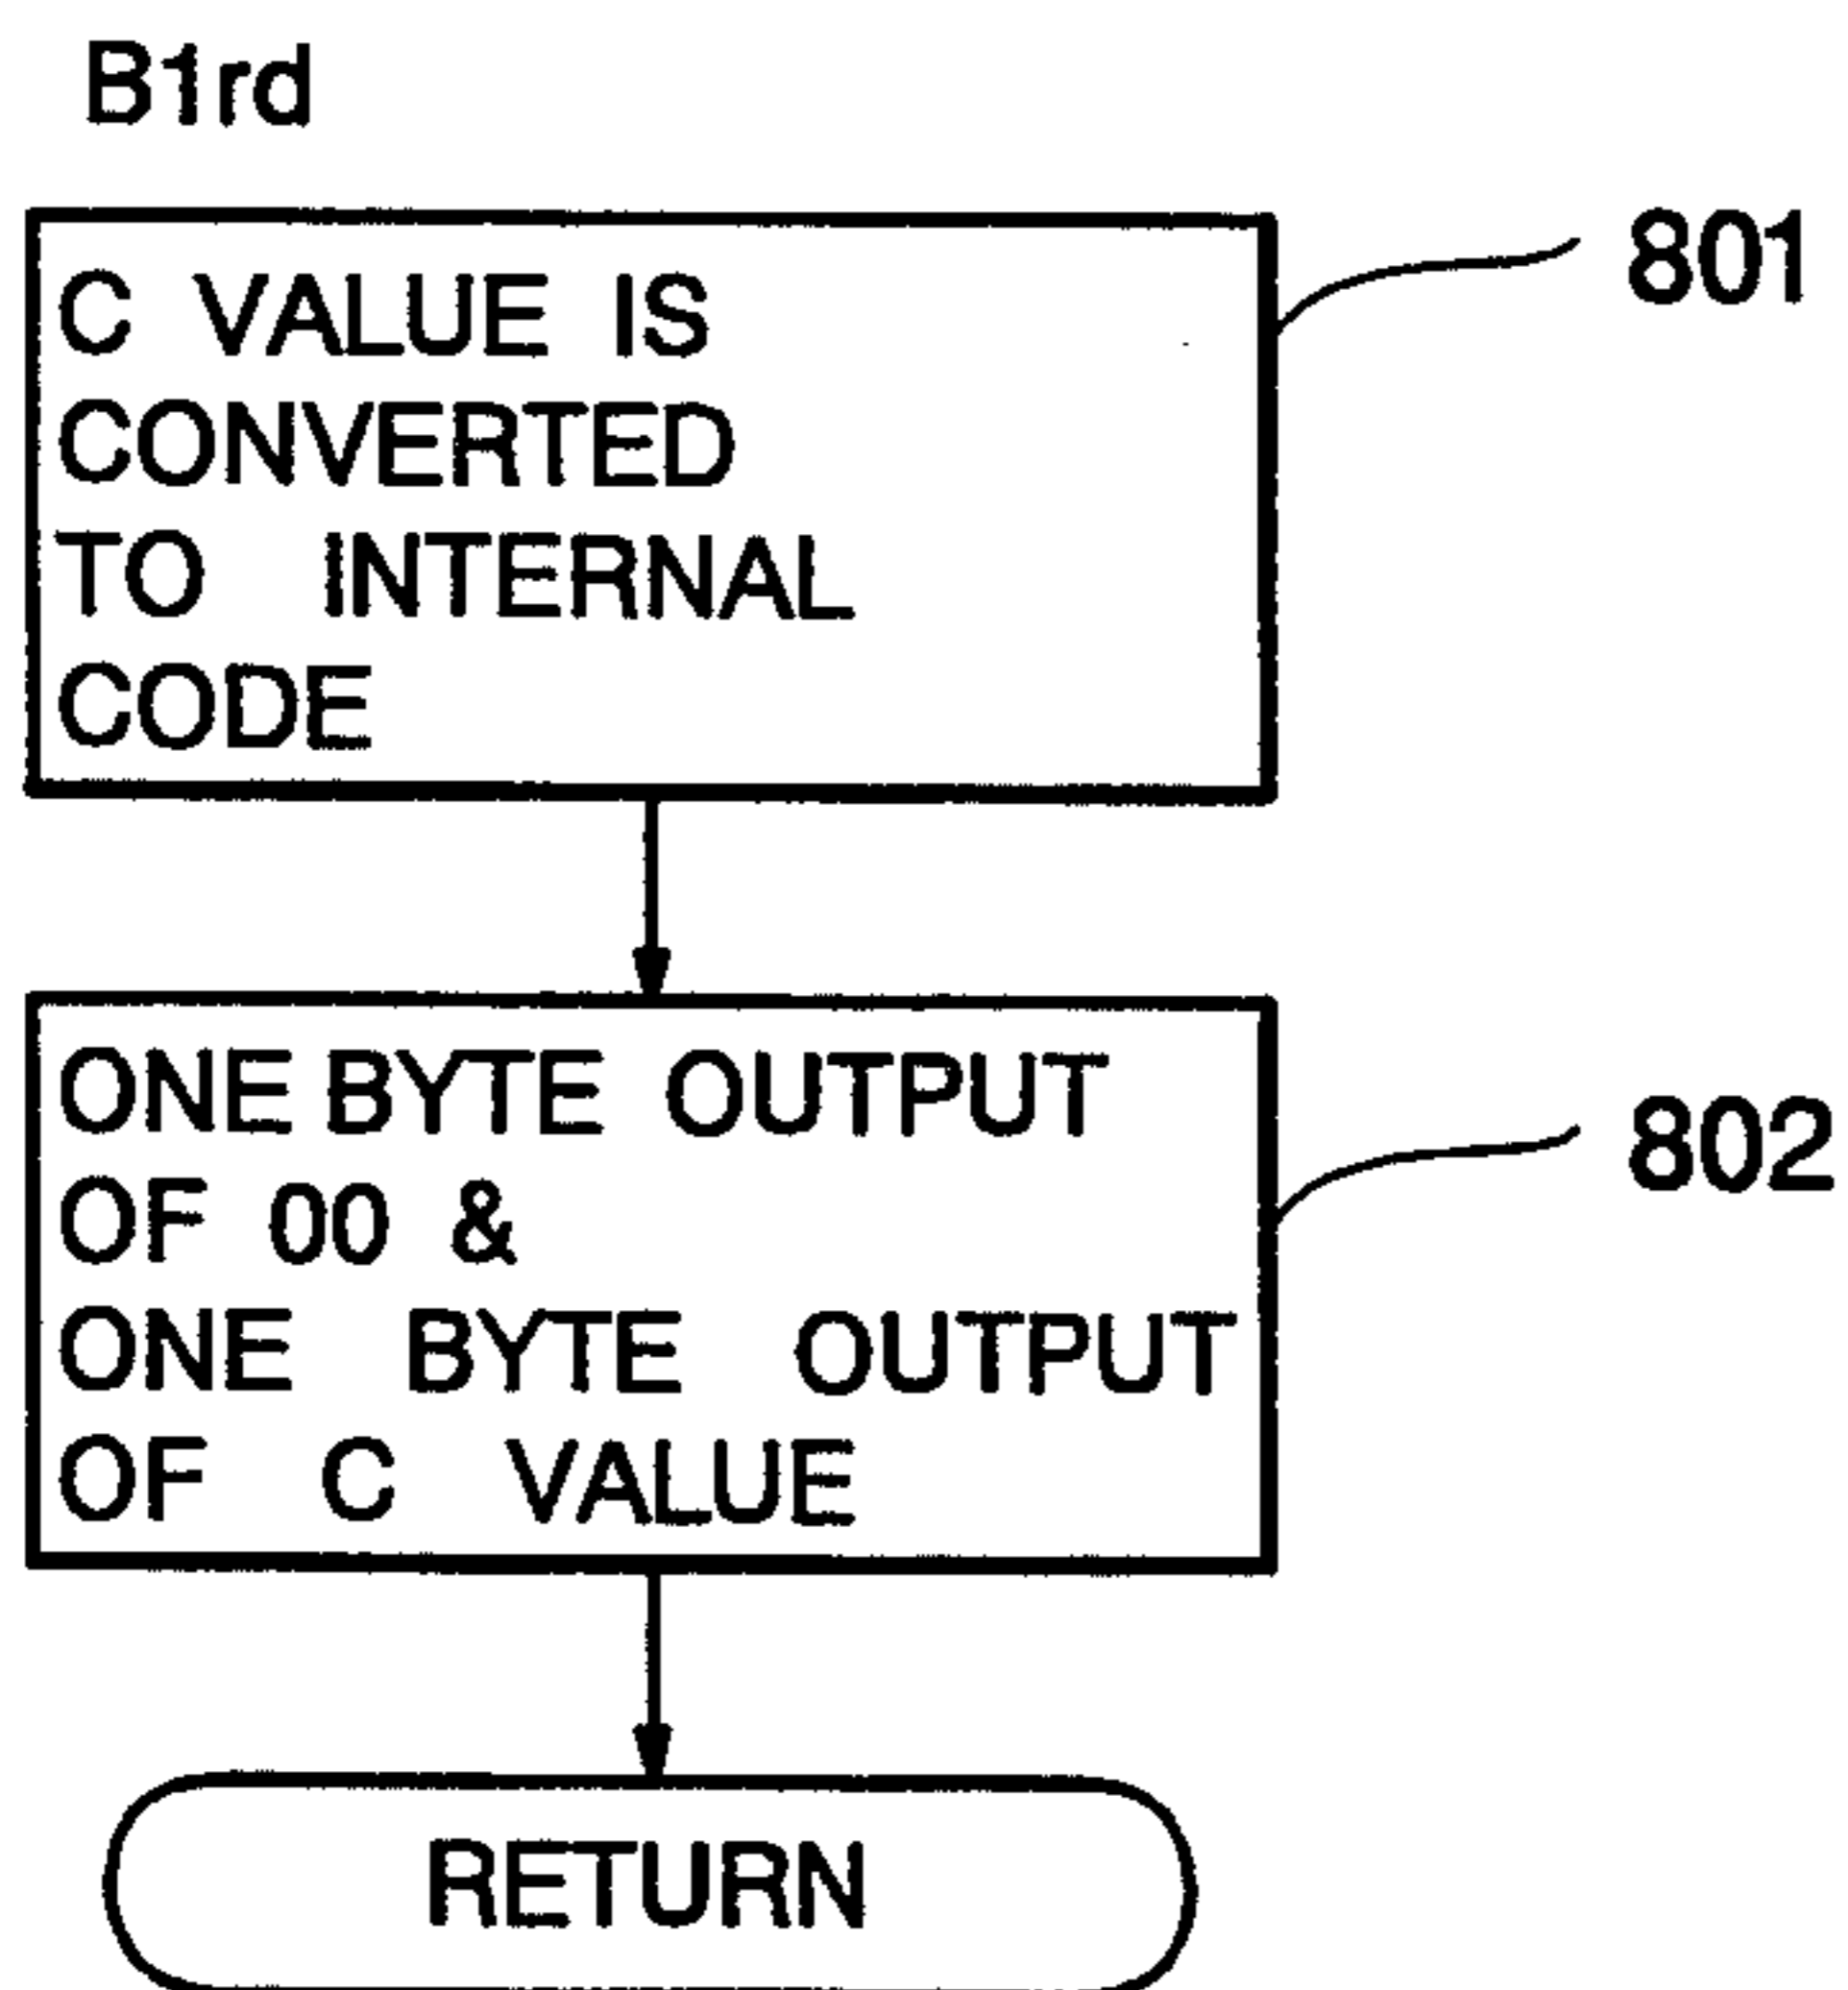 B1rd
C VALUE IS
CONVERTED
TO INTERNAL
CODE
801
ONE BYTE OUTPUT
OF 00 &
ONE BYTE OUTPUT
OF C VALUE
802
RETURN